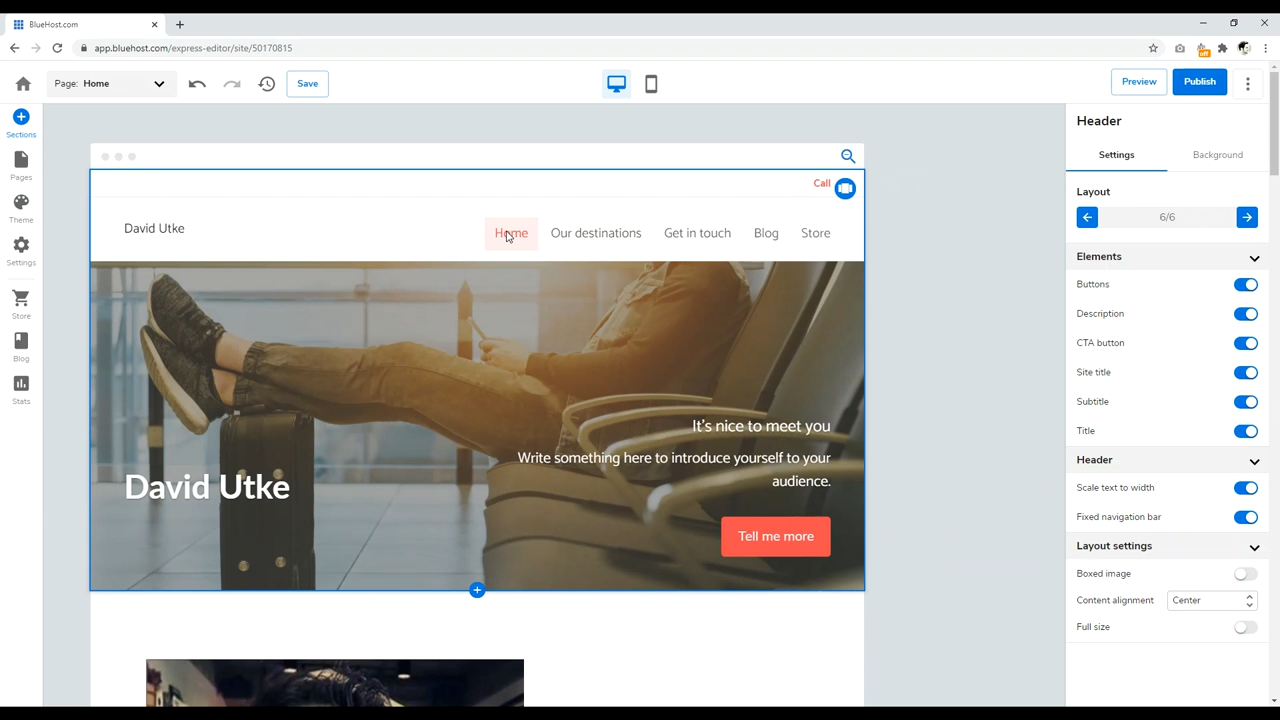 BlueHost.com
app.bluehost.com/express-editor/site/50170815
off
Page: Home
Save
Preview
Publish
Sections
Pages
Theme
Settings
Store
Blog
Stats
Call
David Utke
Home
Our destinations
Get in touch
Blog
Store
It's nice to meet you
Write something here to introduce yourself to your
audience.
David Utke
Tell me more
Header
Settings
Background
Layout
6/6
Elements
Buttons
Description
CTA button
Site title
Subtitle
Title
Header
Scale text to width
Fixed navigation bar
Layout settings
Boxed image
Content alignment
Center
Full size